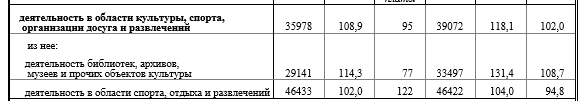 деятельность в области культуры, спорта,
организации досуга и развлечений 35978 108,9 95 39072 118,1 102,0
из нее:
деятельность библиотек, архивов,
музеев и прочих объектов культуры 29141 114,3 77 33497 131,4 108,7
деятельность в области спорта, отдыха и развлечений 46433 102,0 122 46422 104,0 94,8